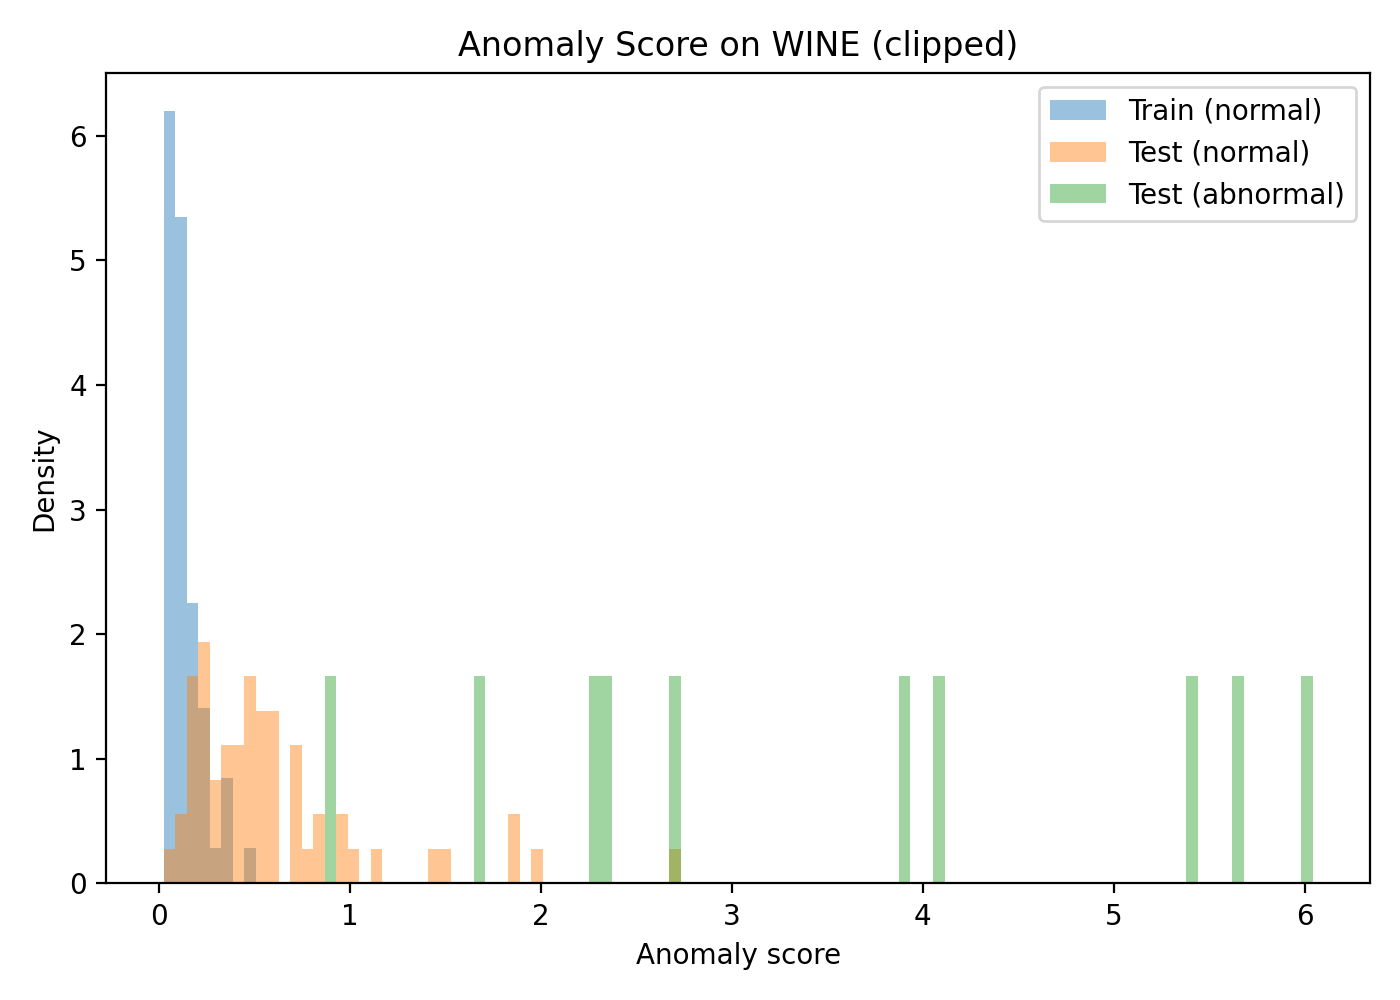 Anomaly Score on WINE (clipped)
Train (normal)
Test (normal)
Test (abnormal)
Density
6
5
4
3
2
1
0
0 1 2 3 4 5 6
Anomaly score